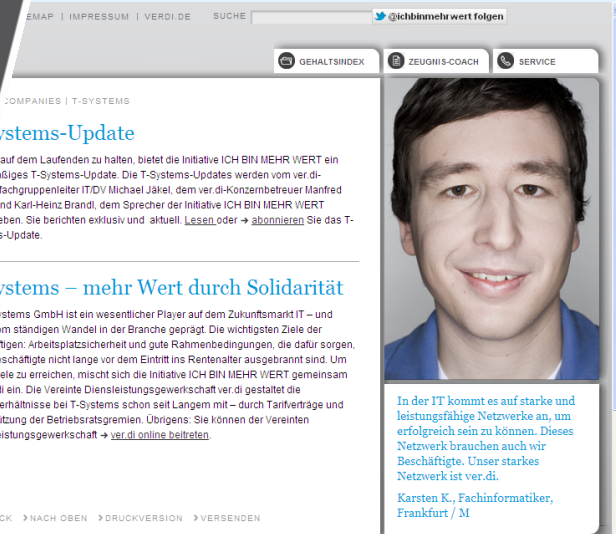 EMAP | IMPRESSUM | VERDI.DE SUCHE @ichbinmehrwert folgen
GEHALTSINDEX ZEUGNIS-COACH SERVICE
COMPANIES | T-SYSTEMS
ystems-Update
auf dem Laufenden zu halten, bietet die Initiative ICH BIN MEHR WERT ein
äßiges T-Systems-Update. Die T-Systems-Updates werden vom ver.di-
fachgruppenleiter IT/DV Michael Jäkel, dem ver.di-Konzernbetreuer Manfred
nd Karl-Heinz Brandl, dem Sprecher der Initiative ICH BIN MEHR WERT
eben. Sie berichten exklusiv und aktuell. Lesen oder ➔ abonnieren Sie das T-
s-Update.
ystems – mehr Wert durch Solidarität
ystems GmbH ist ein wesentlicher Player auf dem Zukunftsmarkt IT – und
om ständigen Wandel in der Branche geprägt. Die wichtigsten Ziele der
ftigen: Arbeitsplatzsicherheit und gute Rahmenbedingungen, die dafür sorgen,
eschäftigte nicht lange vor dem Eintritt ins Rentenalter ausgebrannt sind. Um
ele zu erreichen, mischt sich die Initiative ICH BIN MEHR WERT gemeinsam
di ein. Die Vereinte Diensleistungsgewerkschaft ver.di gestaltet die
erhältnisse bei T-Systems schon seit Langem mit – durch Tarifverträge und
ützung der Betriebsratsgremien. Übrigens: Sie können der Vereinten
eistungsgewerkschaft ➔ ver.di online beitreten.
In der IT kommt es auf starke und
leistungsfähige Netzwerke an, um
erfolgreich sein zu können. Dieses
Netzwerk brauchen auch wir
Beschäftigte. Unser starkes
Netzwerk ist ver.di.
Karsten K., Fachinformatiker,
Frankfurt / M
CK NACH OBEN DRUCKVERSION VERSENDEN